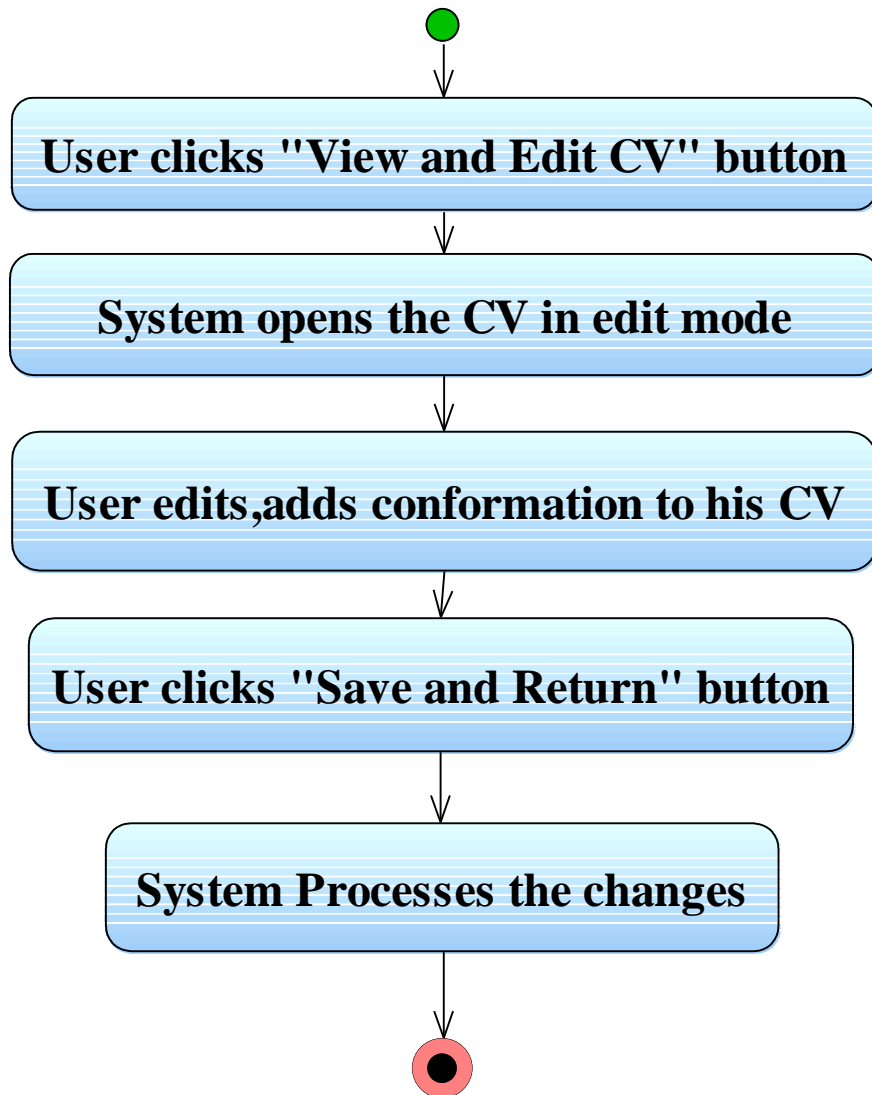 User clicks "View and Edit CV" button
System opens the CV in edit mode
User edits,adds conformation to his CV
User clicks "Save and Return" button
System Processes the changes